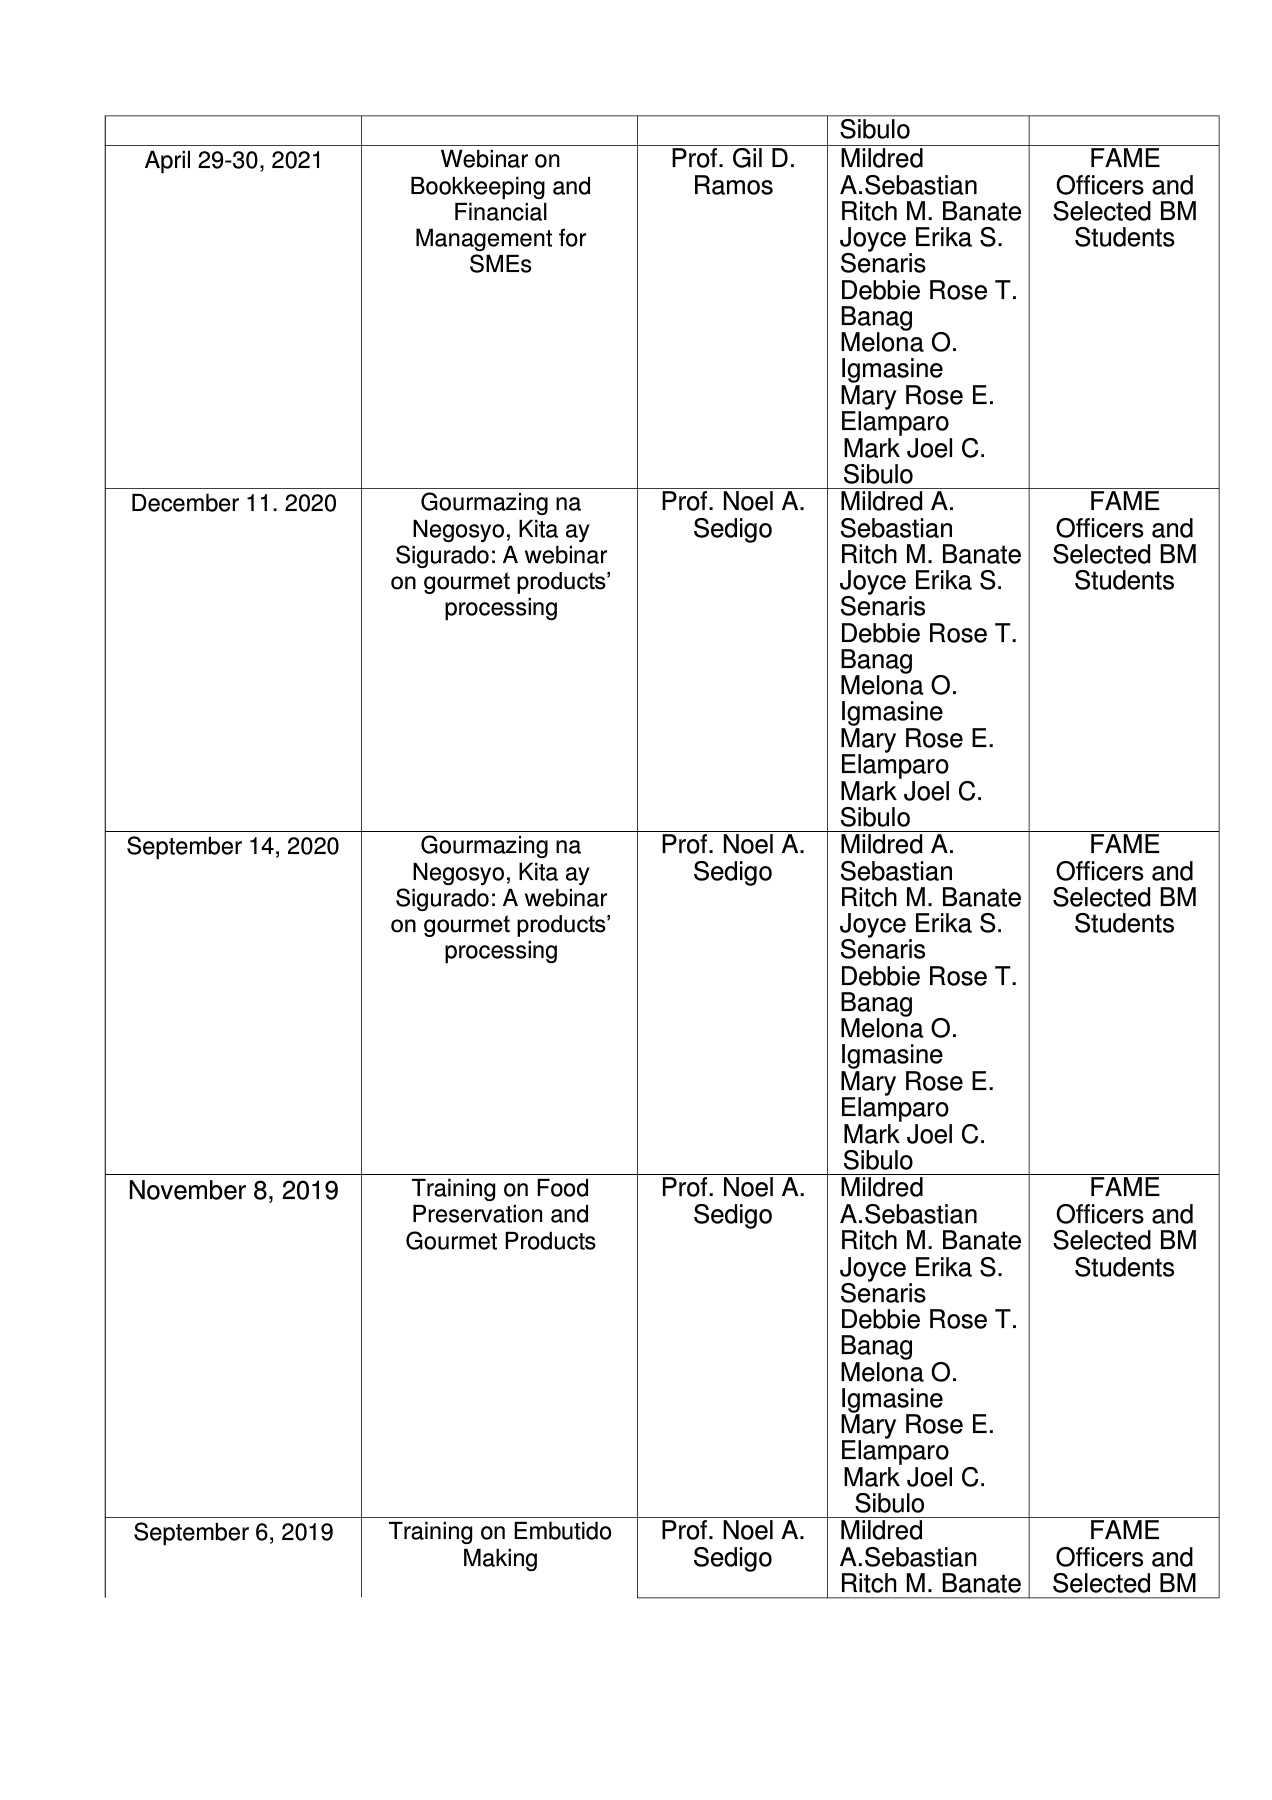 Sibulo
April 29-30, 2021
Webinar on
Bookkeeping and
Financial
Management for
SMEs
Prof. Gil D.
Ramos
Mildred
A.Sebastian
Ritch M. Banate
Joyce Erika S.
Senaris
Debbie Rose T.
Banag
Melona O.
Igmasine
Mary Rose E.
Elamparo
Mark Joel C.
Sibulo
FAME
Officers and
Selected BM
Students
December 11. 2020
Gourmazing na
Negosyo, Kita ay
Sigurado: A webinar
on gourmet products’
processing
Prof. Noel A.
Sedigo
Mildred A.
Sebastian
Ritch M. Banate
Joyce Erika S.
Senaris
Debbie Rose T.
Banag
Melona O.
Igmasine
Mary Rose E.
Elamparo
Mark Joel C.
Sibulo
FAME
Officers and
Selected BM
Students
September 14, 2020
Gourmazing na
Negosyo, Kita ay
Sigurado: A webinar
on gourmet products’
processing
Prof. Noel A.
Sedigo
Mildred A.
Sebastian
Ritch M. Banate
Joyce Erika S.
Senaris
Debbie Rose T.
Banag
Melona O.
Igmasine
Mary Rose E.
Elamparo
Mark Joel C.
Sibulo
FAME
Officers and
Selected BM
Students
November 8, 2019
Training on Food
Preservation and
Gourmet Products
Prof. Noel A.
Sedigo
Mildred
A.Sebastian
Ritch M. Banate
Joyce Erika S.
Senaris
Debbie Rose T.
Banag
Melona O.
Igmasine
Mary Rose E.
Elamparo
Mark Joel C.
Sibulo
FAME
Officers and
Selected BM
Students
September 6, 2019
Training on Embutido
Making
Prof. Noel A.
Sedigo
Mildred
A.Sebastian
Ritch M. Banate
FAME
Officers and
Selected BM